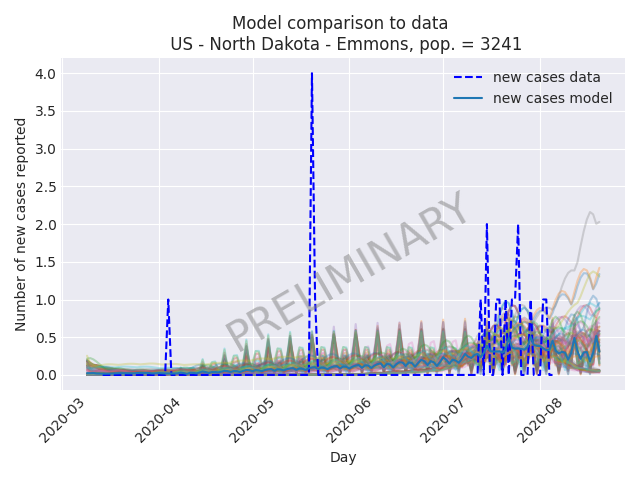 Model comparison to data
US - North Dakota - Emmons, pop. = 3241
new cases data
new cases model
Number of new cases reported
4.0
3.5
3.0
2.5
2.0
1.5
1.0
0.5
0.0
PRELIMINARY
2020-03
2020-04
2020-05
2020-06
2020-07
2020-08
Day